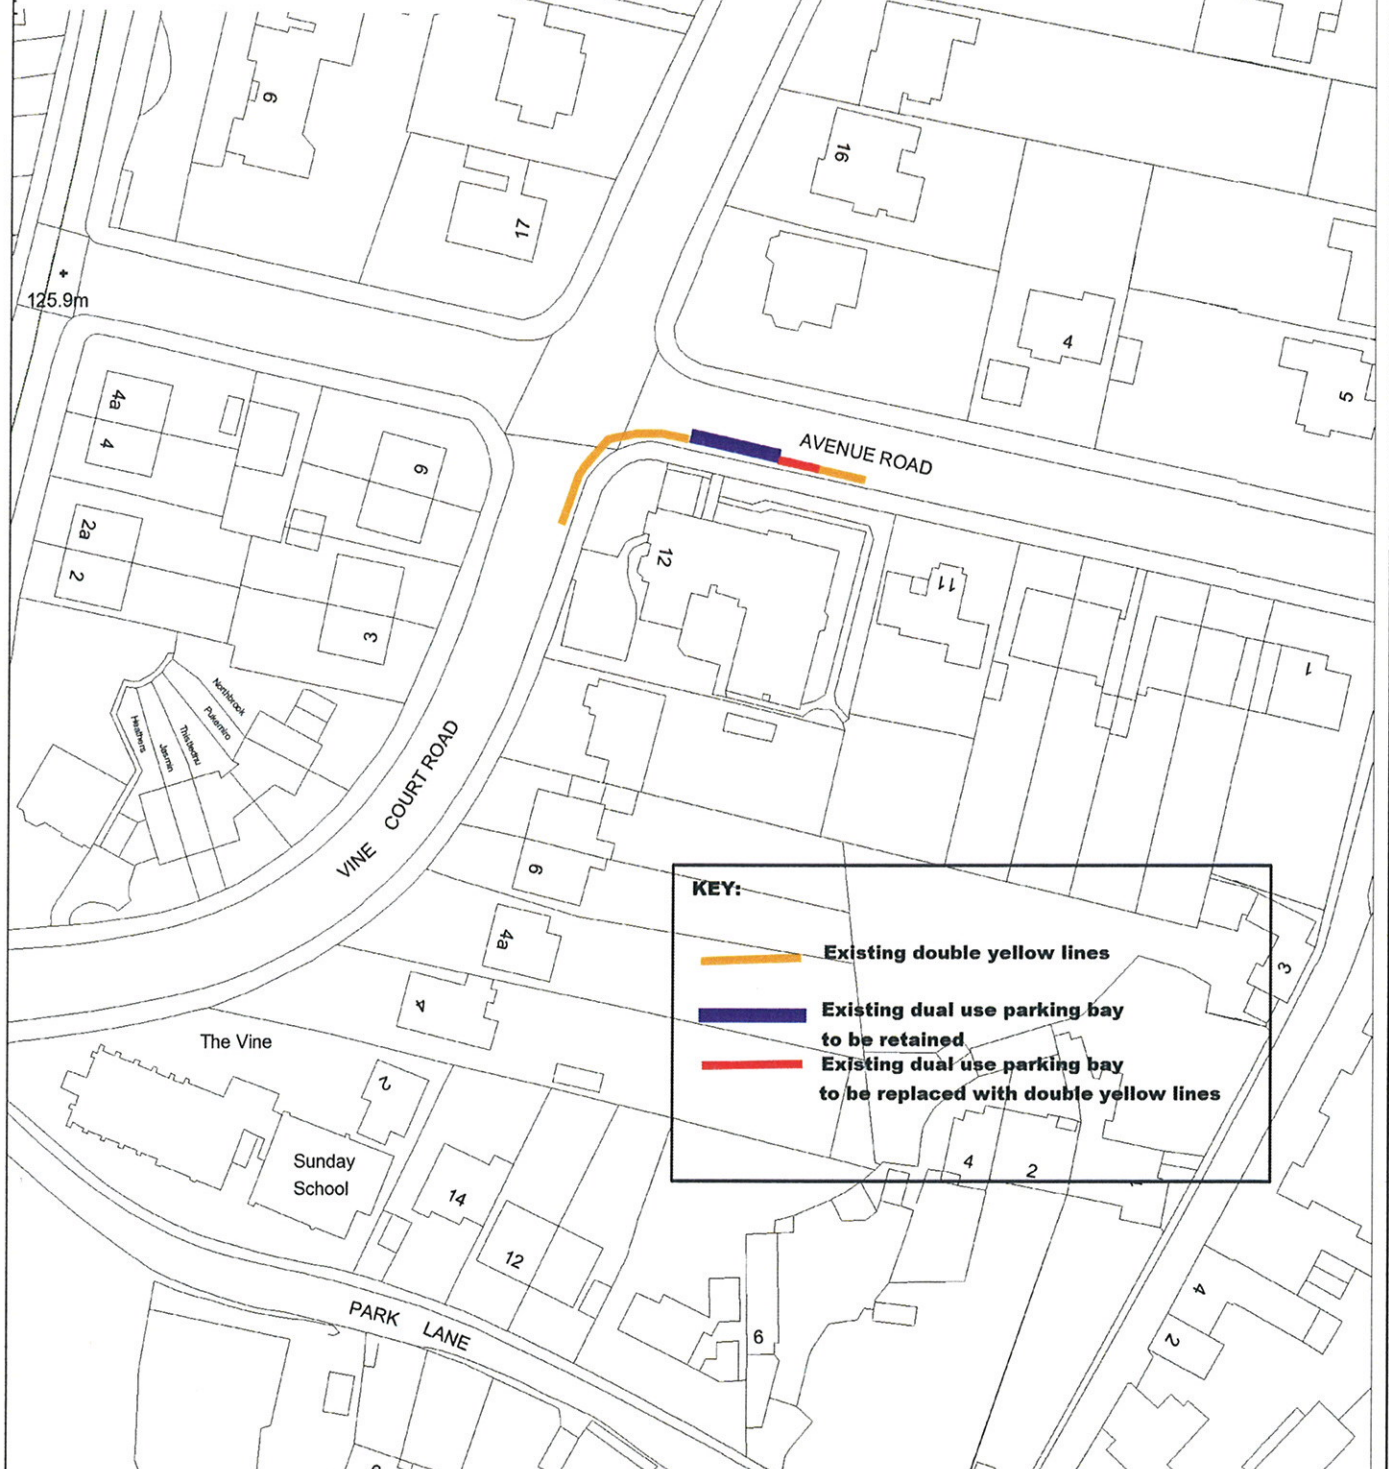 6
17
16
125.9m
4
5
4a
4
6
AVENUE ROAD
2a
2
3
12
11
1
Northbrook
Pukemiro
Thistledhu
Jasmin
Heathers
VINE COURT ROAD
6
4a
4
KEY:
Existing double yellow lines
Existing dual use parking bay
to be retained
Existing dual use parking bay
to be replaced with double yellow lines
3
The Vine
2
Sunday
School
14
12
4
2
1
PARK LANE
6
4
2